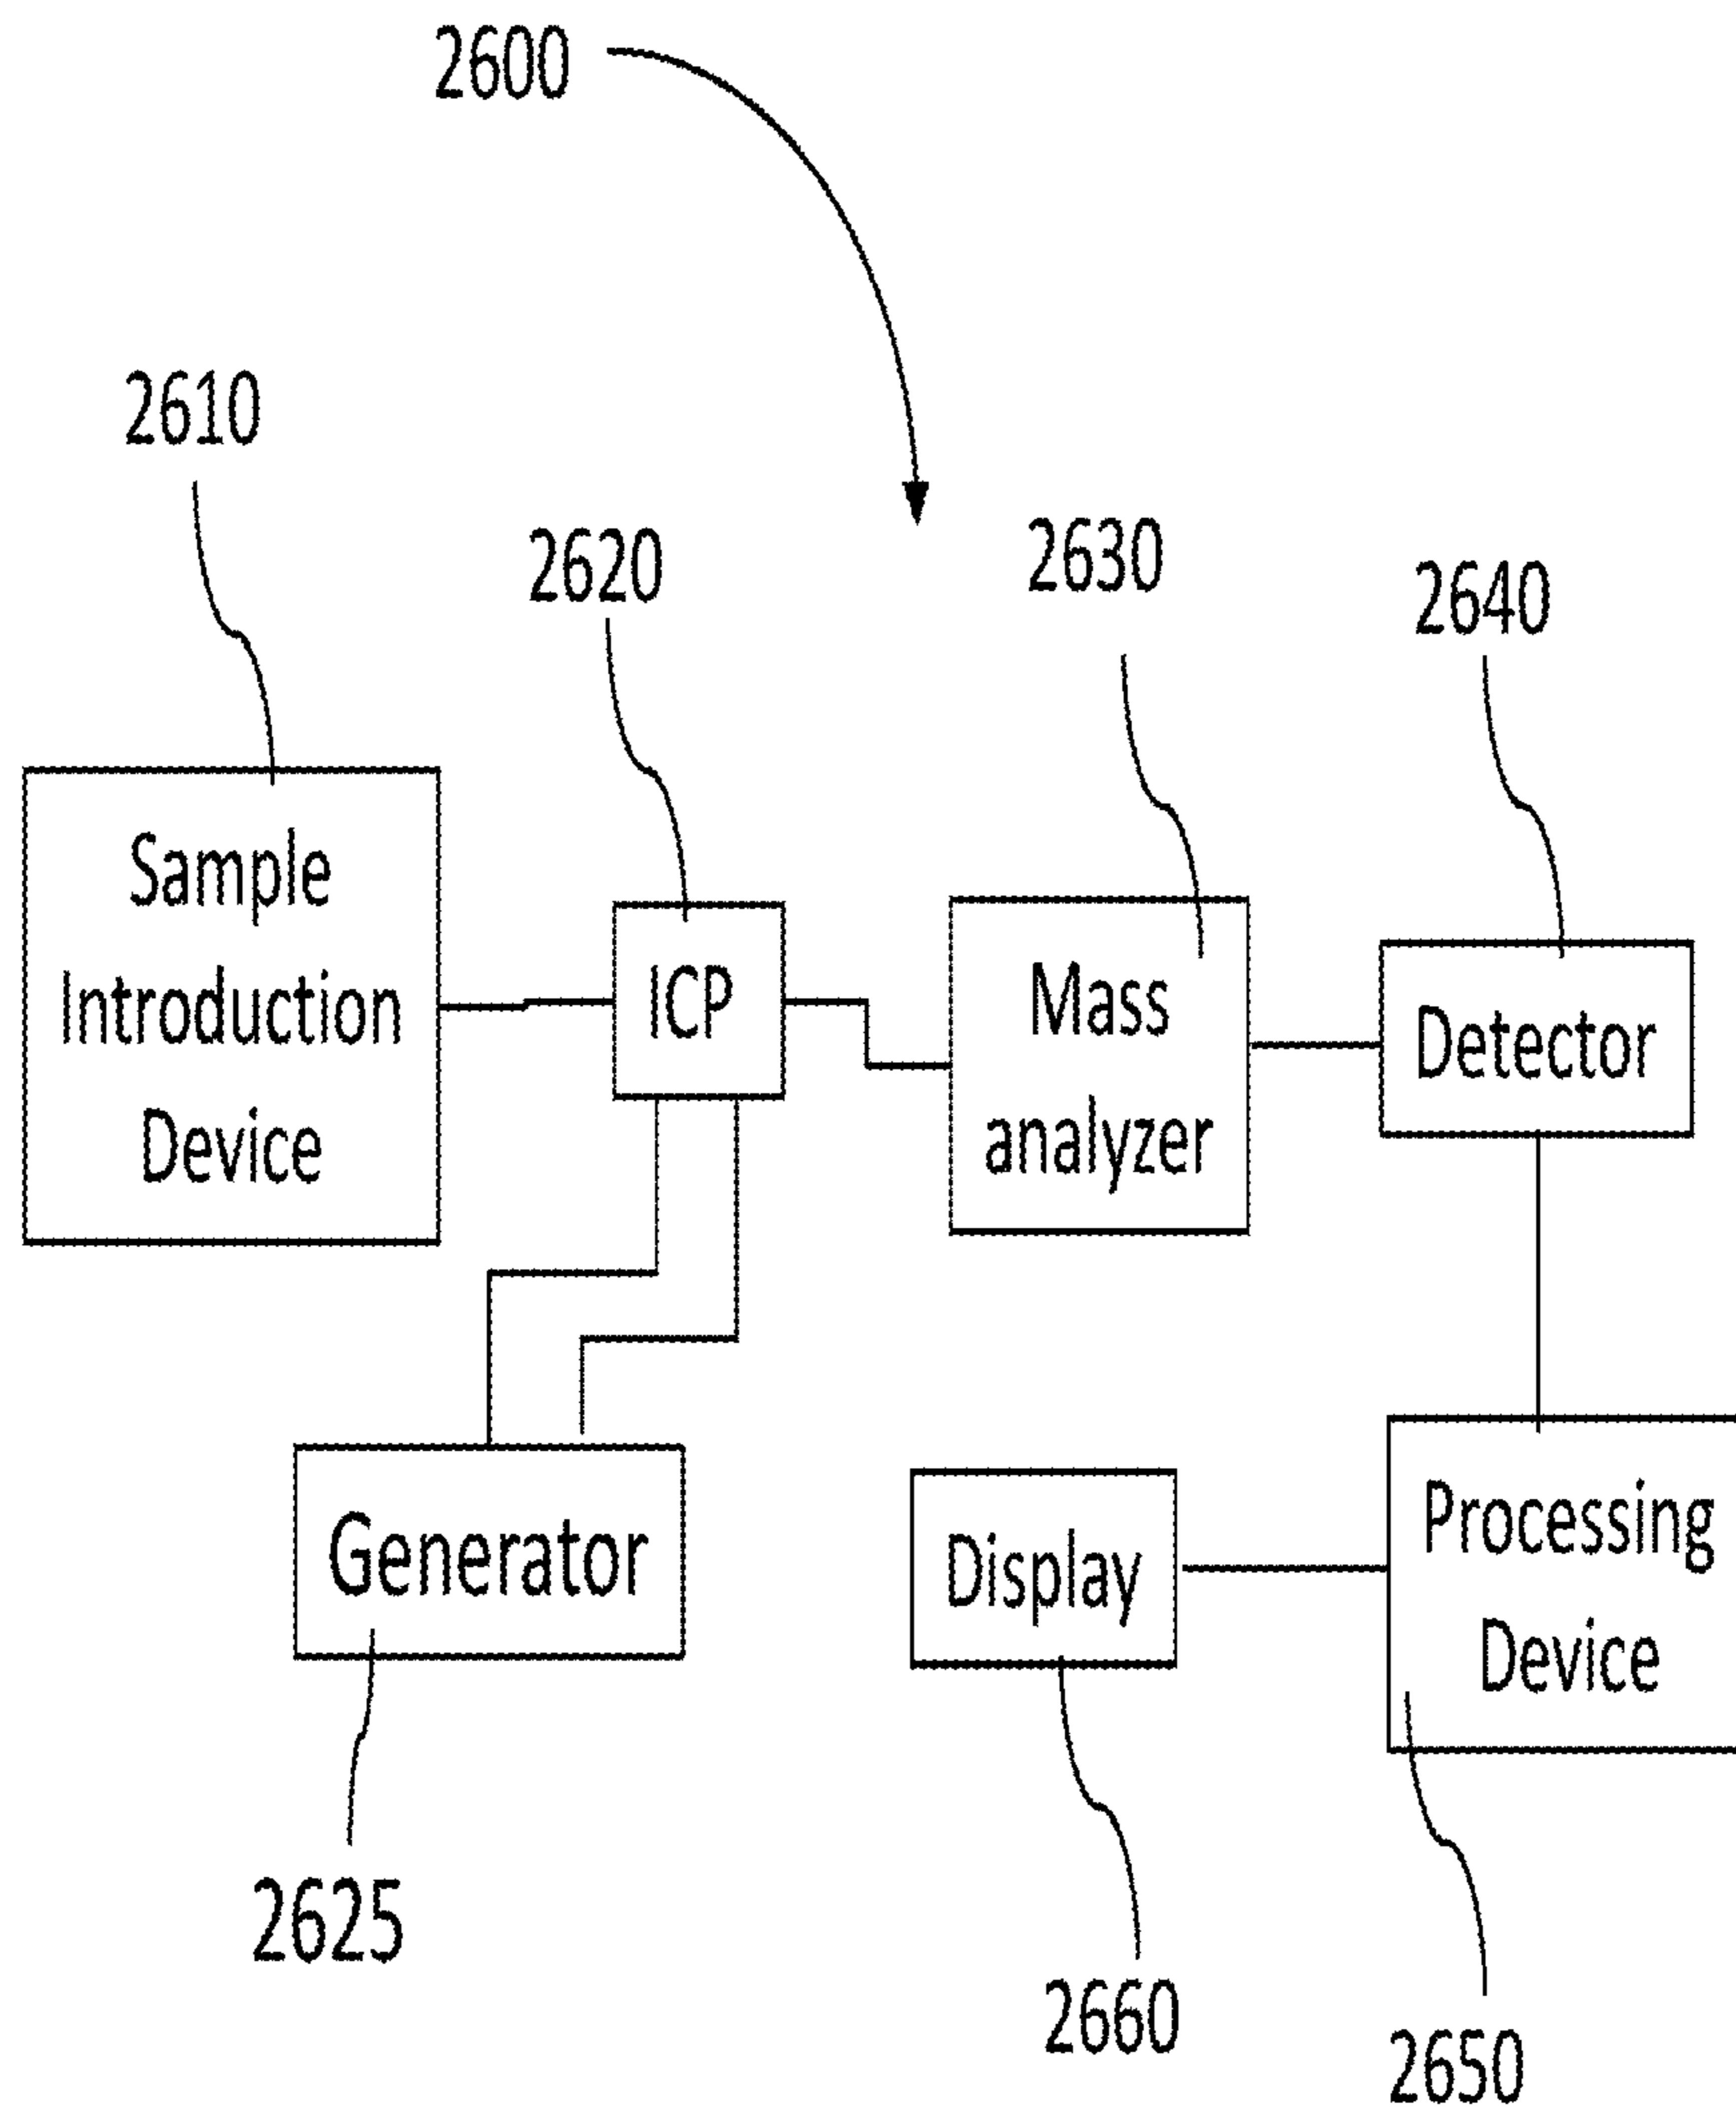 2600
2610
2620
2630
2640
Sample
Introduction
Device
ICP
Mass
analyzer
Detector
Generator
Display
Processing
Device
2625
2660
2650